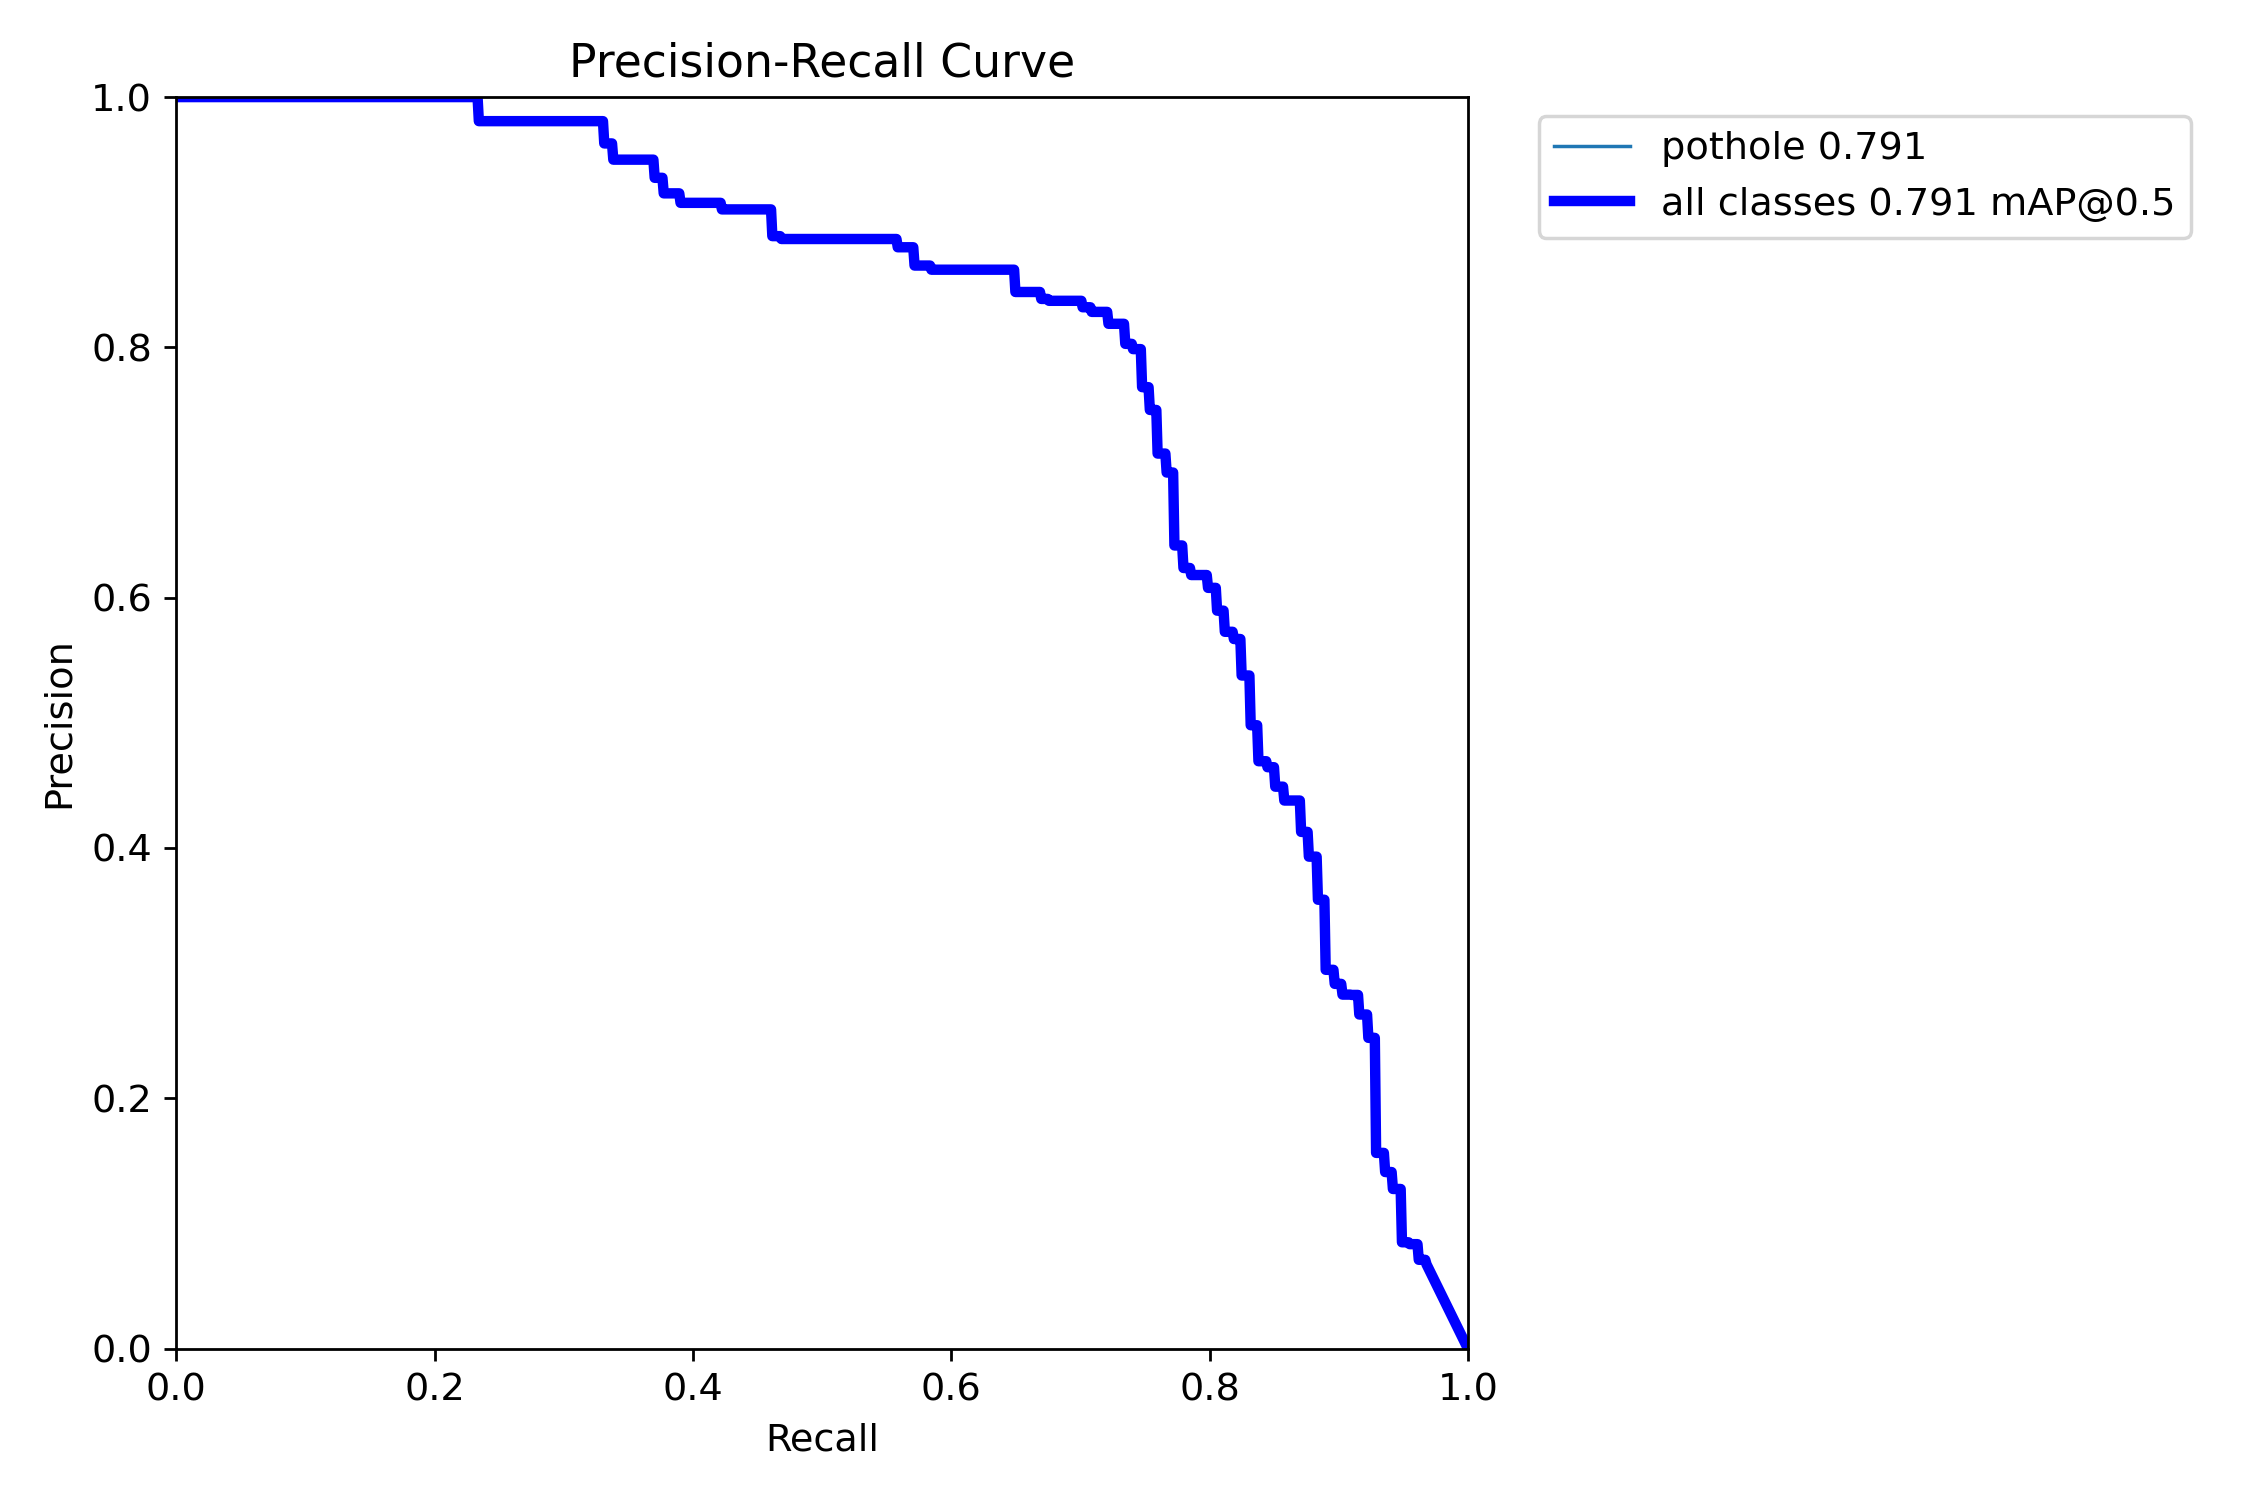 Precision-Recall Curve
1.0
0.8
0.6
0.4
0.2
0.0
Precision
0.0 0.2 0.4 0.6 0.8 1.0
Recall
pothole 0.791
all classes 0.791 mAP@0.5